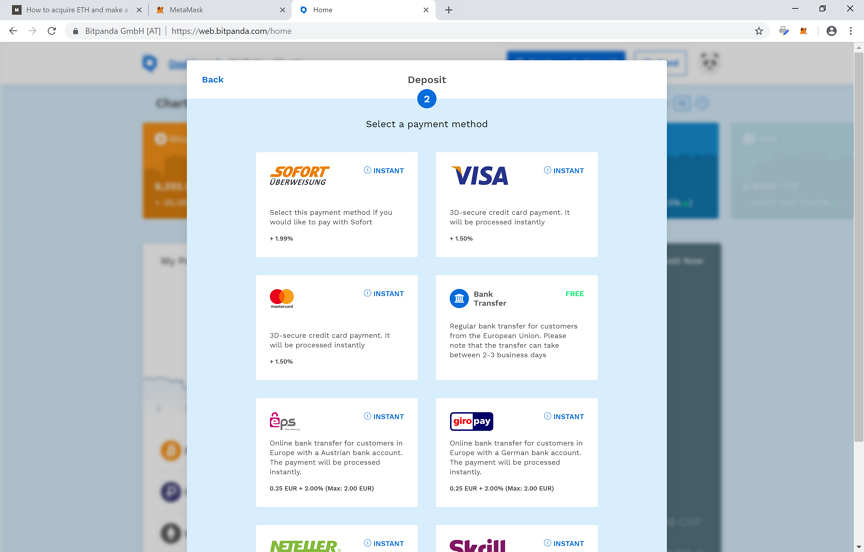 How to acquire ETH and make a
MetaMask
Home
Bitpanda GmbH [AT] | https://web.bitpanda.com/home
Back
Deposit
2
Select a payment method
SOFORT
ÜBERWEISUNG
INSTANT
Select this payment method if you
would like to pay with Sofort
+ 1.99%
VISA
INSTANT
3D-secure credit card payment. It
will be processed instantly
+ 1.50%
mastercard
INSTANT
3D-secure credit card payment. It
will be processed instantly
+ 1.50%
Bank
Transfer
FREE
Regular bank transfer for customers
from the European Union. Please
note that the transfer can take
between 2-3 business days
eps
INSTANT
Online bank transfer for customers in
Europe with a Austrian bank account.
The payment will be processed
instantly.
0.25 EUR + 2.00% (Max: 2.00 EUR)
giropay
INSTANT
Online bank transfer for customers in
Europe with a German bank account.
The payment will be processed
instantly.
0.25 EUR + 2.00% (Max: 2.00 EUR)
NETELLER
INSTANT
Skrill
INSTANT